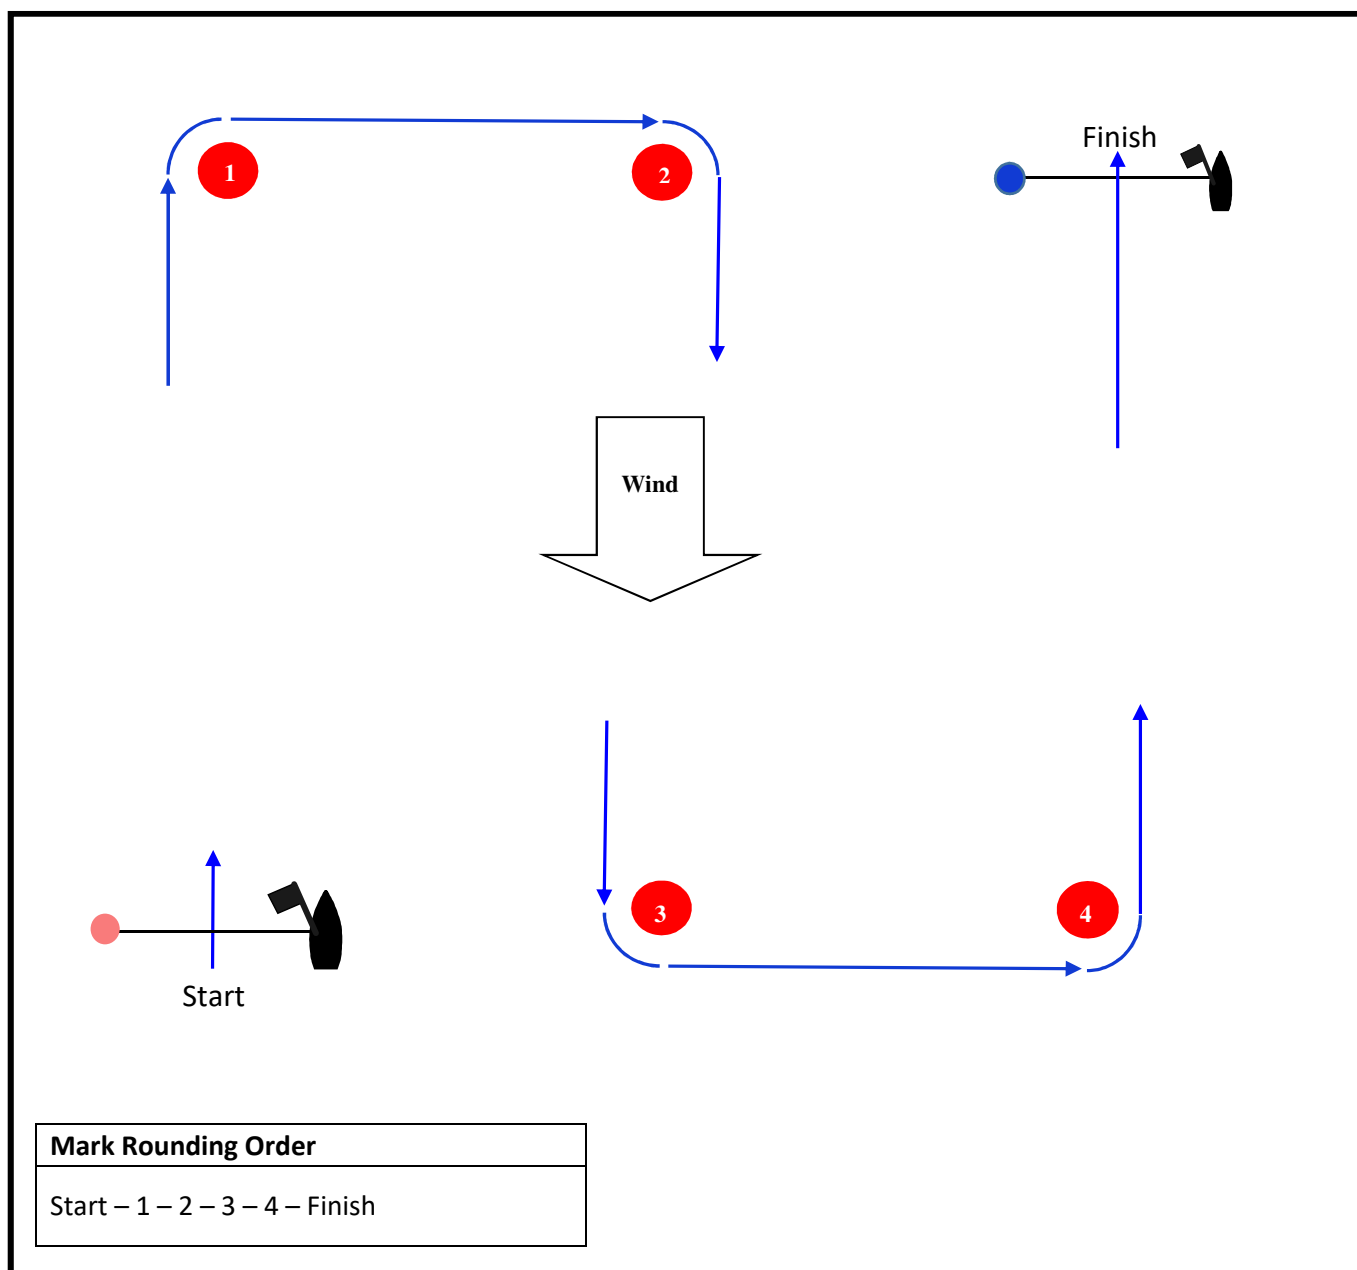 1
2
Finish
Wind
3
4
Start
Mark Rounding Order
Start – 1 – 2 – 3 – 4 – Finish